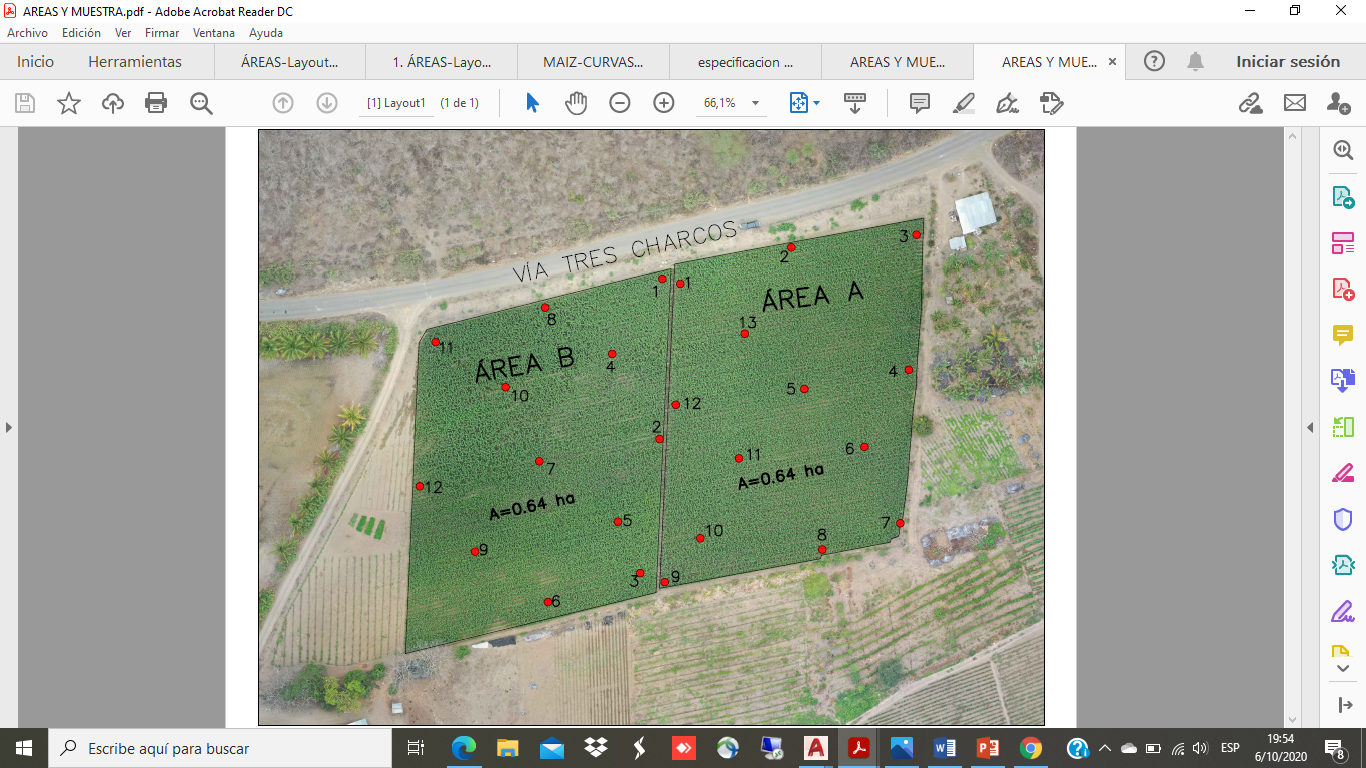 AREAS Y MUESTRA.pdf - Adobe Acrobat Reader DC
Archivo Edición Ver Firmar Ventana Ayuda
Inicio Herramientas ÁREAS-Layout... 1. ÁREAS-Layo... MAIZ-CURVAS... especificacion ... AREAS Y MUE... AREAS Y MUE... × ? Iniciar sesión
[1] Layout1 (1 de 1) 66,1%
VÍA TRES CHARCOS
3
2
1 1
ÁREA A
8
13
11
ÁREA B
4
4
10
5
12
2
11
6
7
A=0.64 ha
12
A=0.64 ha
5
7
10
8
9
3
9
6
Escribe aquí para buscar
ESP
19:54
6/10/2020
8